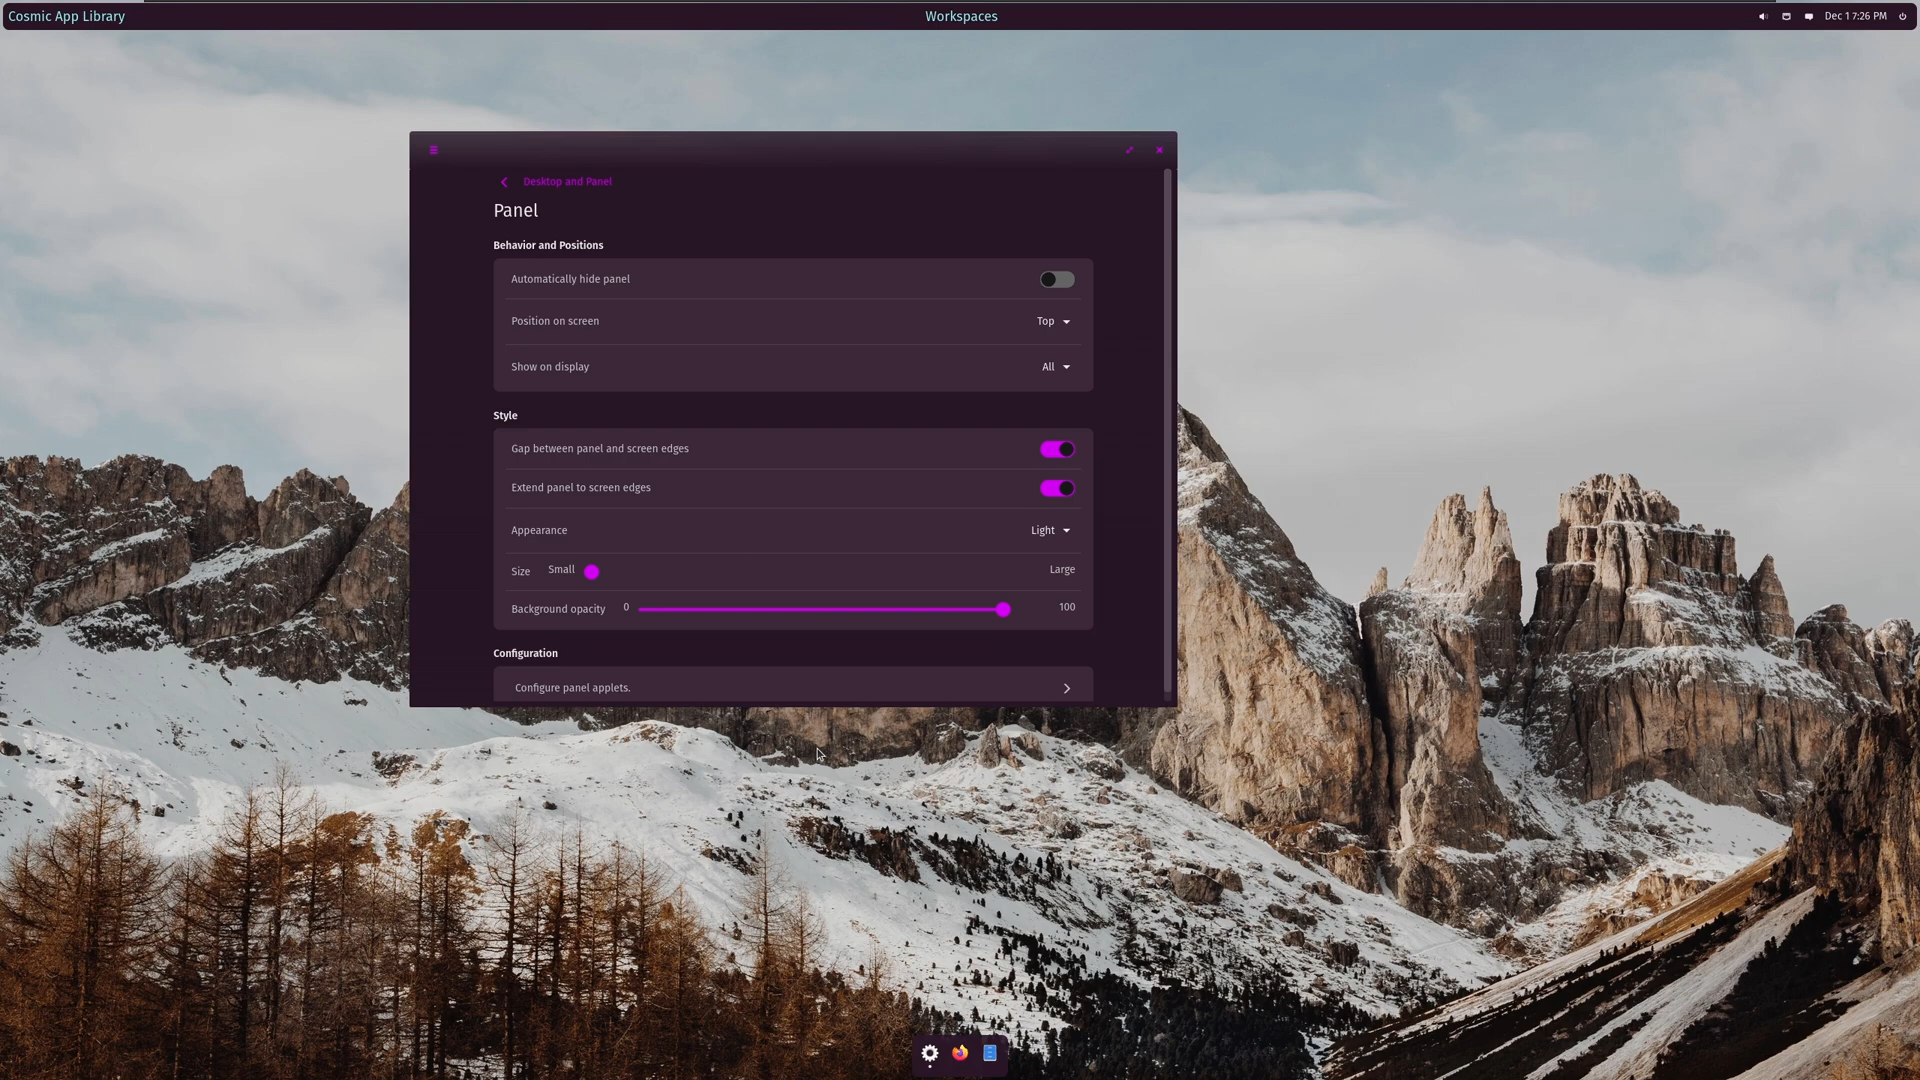 Cosmic App Library
Workspaces
Dec 1 7:26 PM
Desktop and Panel
Panel
Behavior and Positions
Automatically hide panel
Position on screen Top
Show on display All
Style
Gap between panel and screen edges
Extend panel to screen edges
Appearance Light
Size Small Large
Background opacity 0 100
Configuration
Configure panel applets.